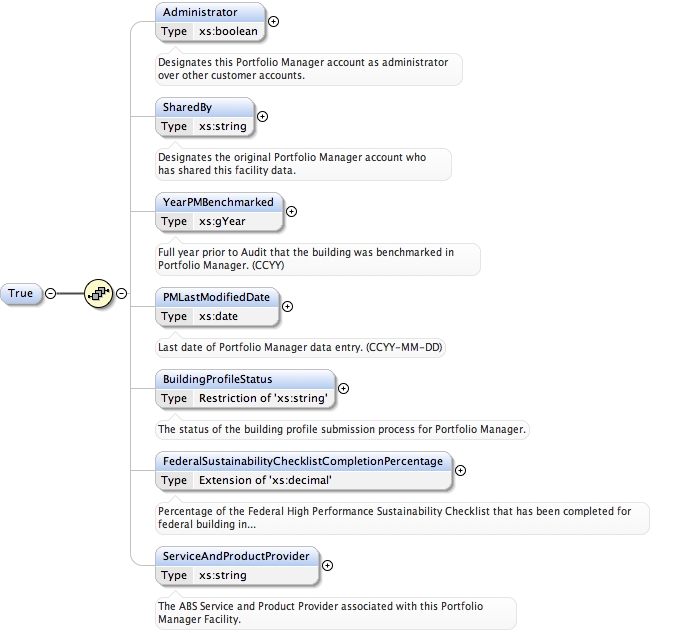 Administrator
Type xs:boolean
Designates this Portfolio Manager account as administrator
over other customer accounts.
SharedBy
Type xs:string
Designates the original Portfolio Manager account who
has shared this facility data.
YearPMBenchmarked
Type xs:gYear
Full year prior to Audit that the building was benchmarked in
Portfolio Manager. (CCYY)
True
PMLastModifiedDate
Type xs:date
Last date of Portfolio Manager data entry. (CCYY-MM-DD)
BuildingProfileStatus
Type Restriction of 'xs:string'
The status of the building profile submission process for Portfolio Manager.
FederalSustainabilityChecklistCompletionPercentage
Type Extension of 'xs:decimal'
Percentage of the Federal High Performance Sustainability Checklist that has been completed for
federal building in...
ServiceAndProductProvider
Type xs:string
The ABS Service and Product Provider associated with this Portfolio
Manager Facility.